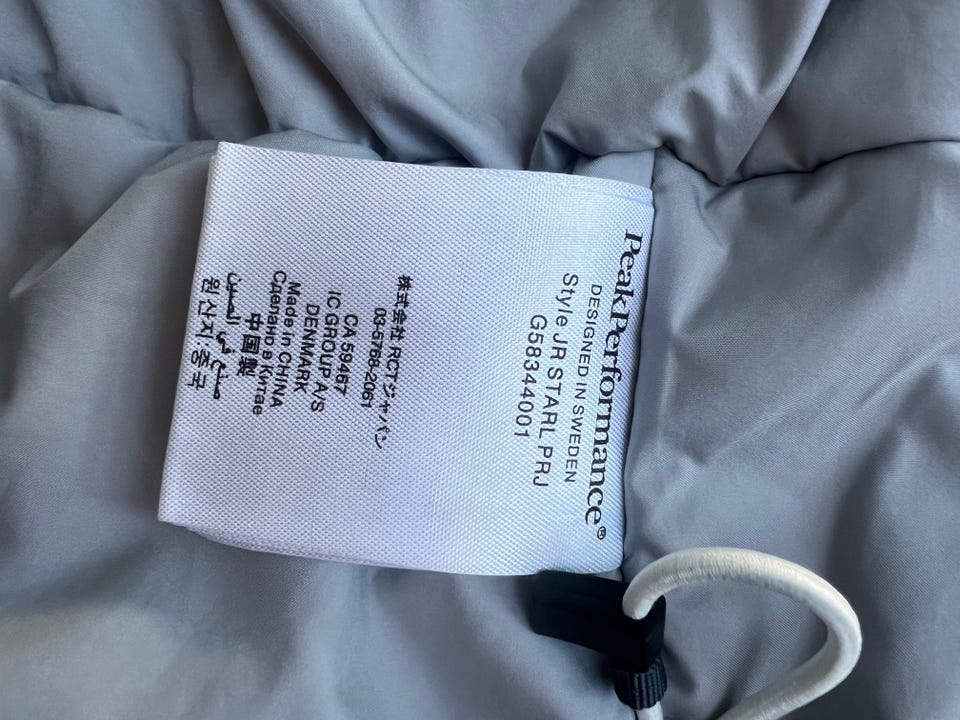 PeakPerformance®
DESIGNED IN SWEDEN
Style JR STARL PRJ
G58344001
株式会社 RCTジャパン
03-5768-2061
CA 59467
IC GROUP A/S
DENMARK
Made in CHINA
Сделано в Китае
中国製
صنع في الصين
원산지:중국